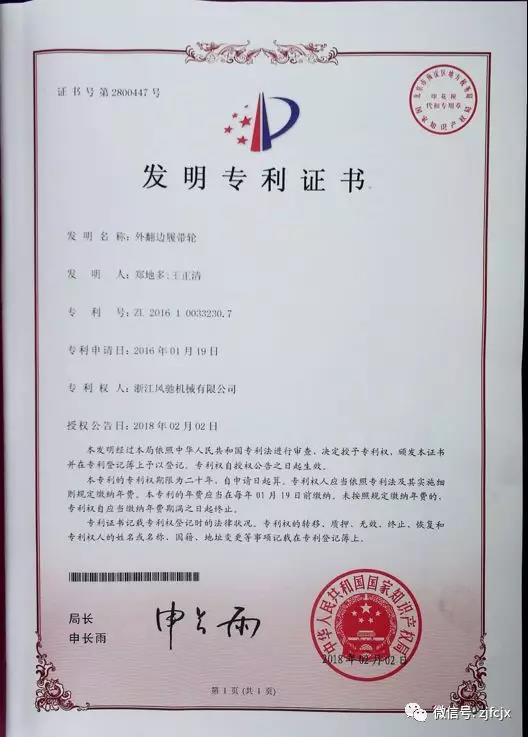 证书号第2800447号
发明专利证书
发明名称：外翻边履带轮
发明人：郑地多;王正清
专利号：ZL 2016 1 0033230.7
专利申请日：2016年01月19日
专利权人：浙江风驰机械有限公司
授权公告日：2018年02月02日
本发明经过本局依照中华人民共和国专利法进行审查，决定授予专利权，颁发本证书
并在专利登记簿上予以登记。专利权自授权公告之日起生效。
本专利的专利权期限为二十年，自申请日起算。专利权人应当依照专利法及其实施细
则规定缴纳年费。本专利的年费应当在每年01月19日前缴纳。未按照规定缴纳年费的，
专利权自应当缴纳年费期满之日起终止。
专利证书记载专利权登记时的法律状况。专利权的转移、质押、无效、终止、恢复和
专利权人的姓名或名称、国籍、地址变更等事项记载在专利登记簿上。
局长
申长雨
申长雨
中华人民共和国国家知识产权局
2018年02月02日
第1页(共1页)
微信号: zjfcjx